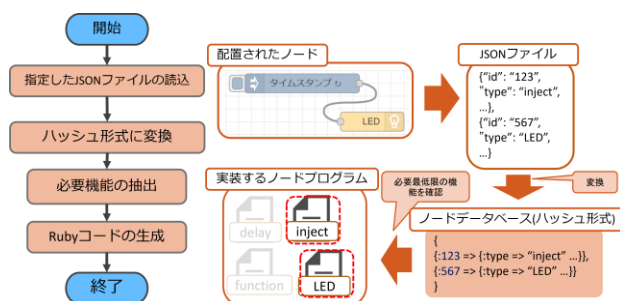 開始
指定したJSONファイルの読込
ハッシュ形式に変換
必要機能の抽出
Rubyコードの生成
終了
配置されたノード
タイムスタンプ ↻
LED
JSONファイル
{"id": "123",
"type": "inject",
…},
{"id": "567",
"type": "LED",
…}
変換
実装するノードプログラム
必要最低限の機
能を確認
delay
inject
function
LED
ノードデータベース(ハッシュ形式)
{
{:123 => {:type => "inject" …}},
{:567 => {:type => "LED" …}}
}